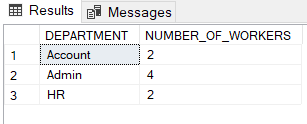 Results Messages
DEPARTMENT NUMBER_OF_WORKERS
1 Account 2
2 Admin 4
3 HR 2